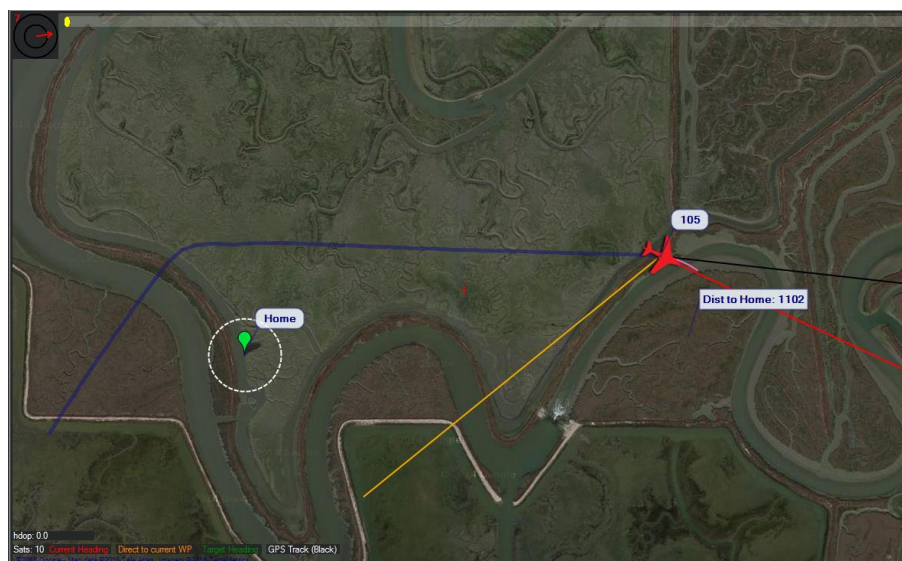 7
105
Dist to Home: 1102
Home
hdop: 0.0
Sats: 10 Current Heading Direct to current WP Target Heading GPS Track (Black)